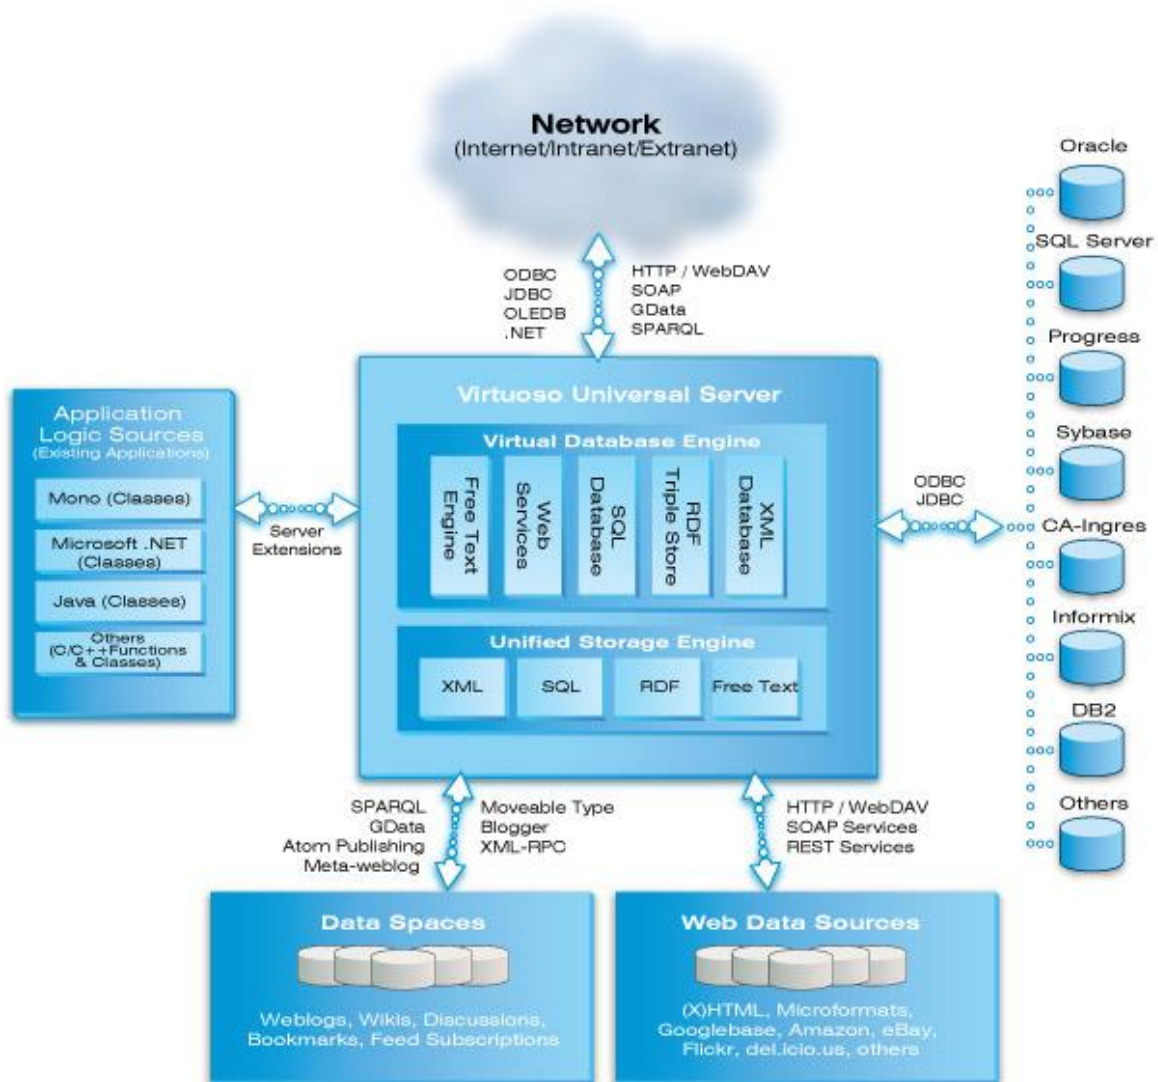 Network
(Internet/Intranet/Extranet)
ODBC
JDBC
OLEDB
.NET
HTTP / WebDAV
SOAP
GData
SPARQL
Application
Logic Sources
(Existing Applications)
Mono (Classes)
Microsoft .NET
(Classes)
Java (Classes)
Others
(C/C++Functions
& Classes)
Server
Extensions
Virtuoso Universal Server
Virtual Database Engine
Free Text
Engine
Web
Services
SQL
Database
RDF
Triple Store
XML
Database
Unified Storage Engine
XML
SQL
RDF
Free Text
ODBC
JDBC
Oracle
SQL Server
Progress
Sybase
CA-Ingres
Informix
DB2
Others
SPARQL
GData
Atom Publishing
Meta-weblog
Moveable Type
Blogger
XML-RPC
HTTP / WebDAV
SOAP Services
REST Services
Data Spaces
Weblogs, Wikis, Discussions,
Bookmarks, Feed Subscriptions
Web Data Sources
(X)HTML, Microformats,
Googlebase, Amazon, eBay,
Flickr, del.icio.us, others